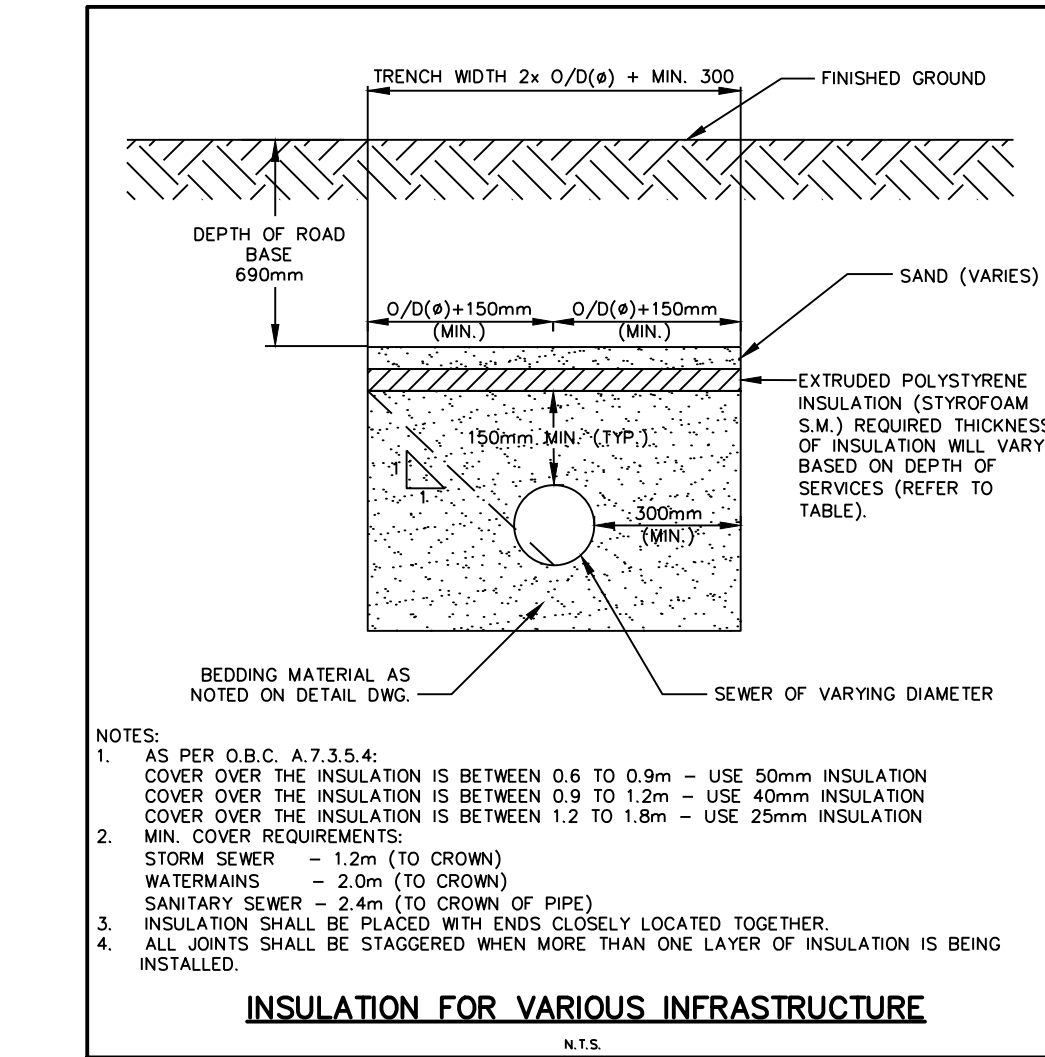 TRENCH WIDTH 2x O/D(ø) + MIN. 300
FINISHED GROUND
DEPTH OF ROAD
BASE
690mm
SAND (VARIES)
O/D(ø)+150mm
(MIN.)
O/D(ø)+150mm
(MIN.)
EXTRUDED POLYSTYRENE
INSULATION (STYROFOAM
S.M.) REQUIRED THICKNESS
OF INSULATION WILL VARY
BASED ON DEPTH OF
SERVICES (REFER TO
TABLE).
150mm MIN. (TYP.)
1
1
300mm
(MIN.)
BEDDING MATERIAL AS
NOTED ON DETAIL DWG.
SEWER OF VARYING DIAMETER
NOTES:
1. AS PER O.B.C. A.7.3.5.4:
COVER OVER THE INSULATION IS BETWEEN 0.6 TO 0.9m – USE 50mm INSULATION
COVER OVER THE INSULATION IS BETWEEN 0.9 TO 1.2m – USE 40mm INSULATION
COVER OVER THE INSULATION IS BETWEEN 1.2 TO 1.8m – USE 25mm INSULATION
2. MIN. COVER REQUIREMENTS:
STORM SEWER – 1.2m (TO CROWN)
WATERMAINS – 2.0m (TO CROWN)
SANITARY SEWER – 2.4m (TO CROWN OF PIPE)
3. INSULATION SHALL BE PLACED WITH ENDS CLOSELY LOCATED TOGETHER.
4. ALL JOINTS SHALL BE STAGGERED WHEN MORE THAN ONE LAYER OF INSULATION IS BEING
INSTALLED.
INSULATION FOR VARIOUS INFRASTRUCTURE
N.T.S.